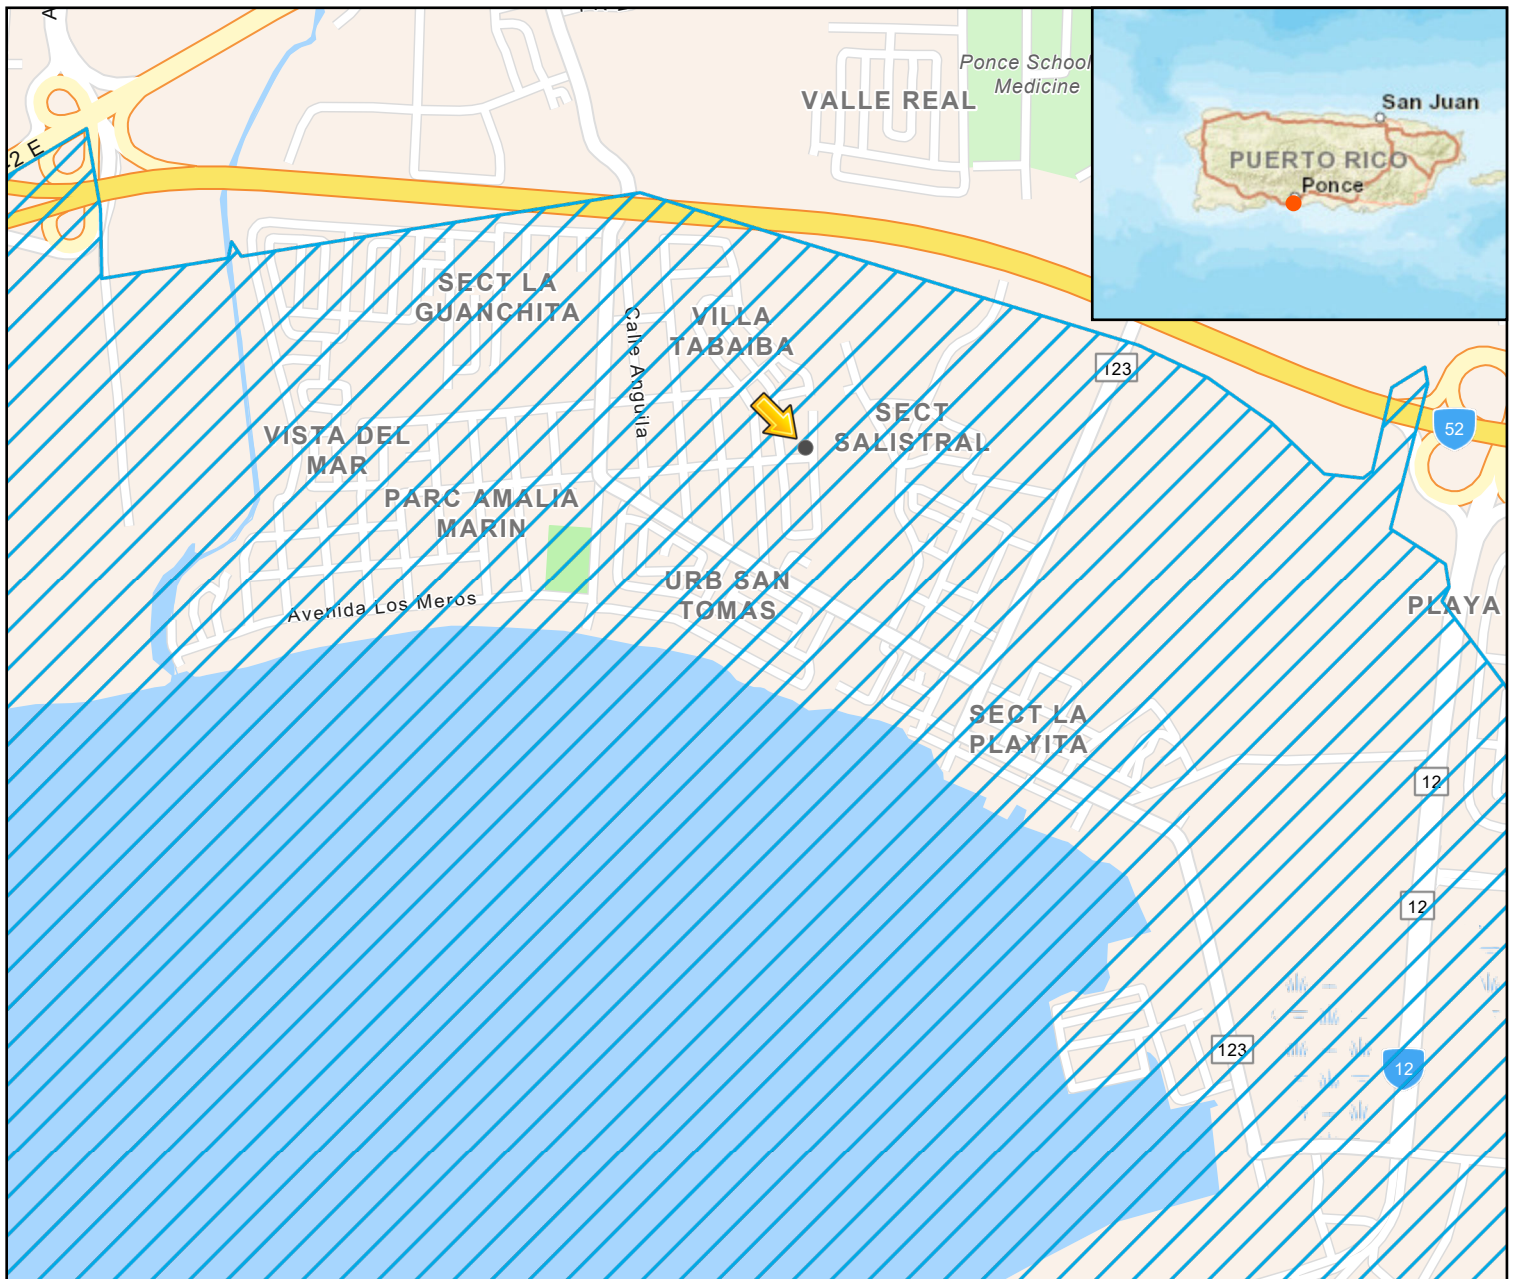 Ponce School
Medicine
VALLE REAL
San Juan
PUERTO RICO
Ponce
2 E
SECT LA
GUANCHITA
Calle Anguila
VILLA
TABAIBA
123
SECT
SALISTRAL
52
VISTA DEL
MAR
PARC AMALIA
MARIN
URB SAN
TOMAS
Avenida Los Meros
PLAYA
SECT LA
PLAYITA
12
12
123
12